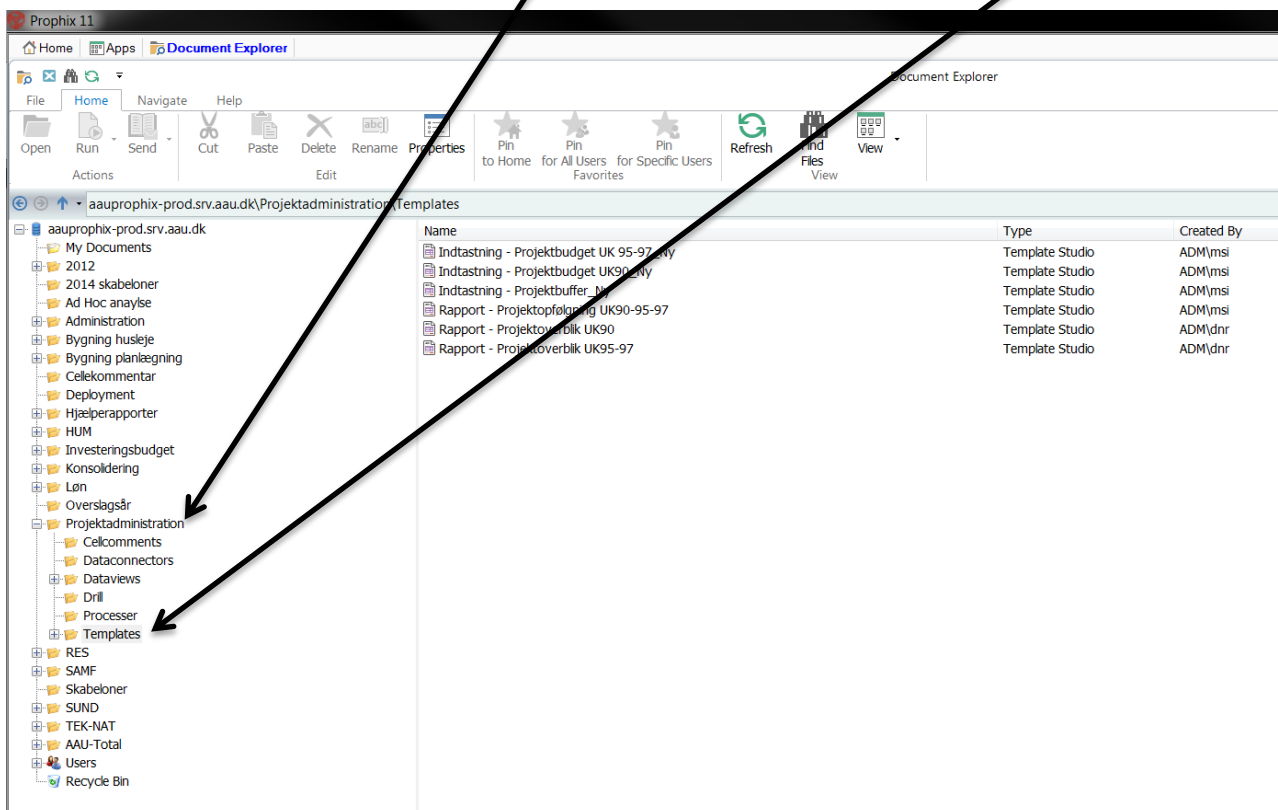 Prophix 11
Home Apps Document Explorer
Document Explorer
File Home Navigate Help
Open Run Send Cut Paste Delete Rename Properties Pin to Home Pin for All Users Pin for Specific Users Refresh Find Files View
Actions Edit Favorites View
aauprophix-prod.srv.aau.dk\Projektadministration\Templates
aauprophix-prod.srv.aau.dk
My Documents
2012
2014 skabeloner
Ad Hoc anaylse
Administration
Bygning husleje
Bygning planlægning
Cellekommentar
Deployment
Hjælperapporter
HUM
Investeringsbudget
Konsolidering
Løn
Overslagsår
Projektadministration
Cellcomments
Dataconnectors
Dataviews
Drill
Processer
Templates
RES
SAMF
Skabeloner
SUND
TEK-NAT
AAU-Total
Users
Recycle Bin
Name Type Created By
Indtastning - Projektbudget UK 95-97_Ny Template Studio ADM\msi
Indtastning - Projektbudget UK90_Ny Template Studio ADM\msi
Indtastning - Projektbuffer_Ny Template Studio ADM\msi
Rapport - Projektopfølgning UK90-95-97 Template Studio ADM\msi
Rapport - Projektoverblik UK90 Template Studio ADM\dnr
Rapport - Projektoverblik UK95-97 Template Studio ADM\dnr